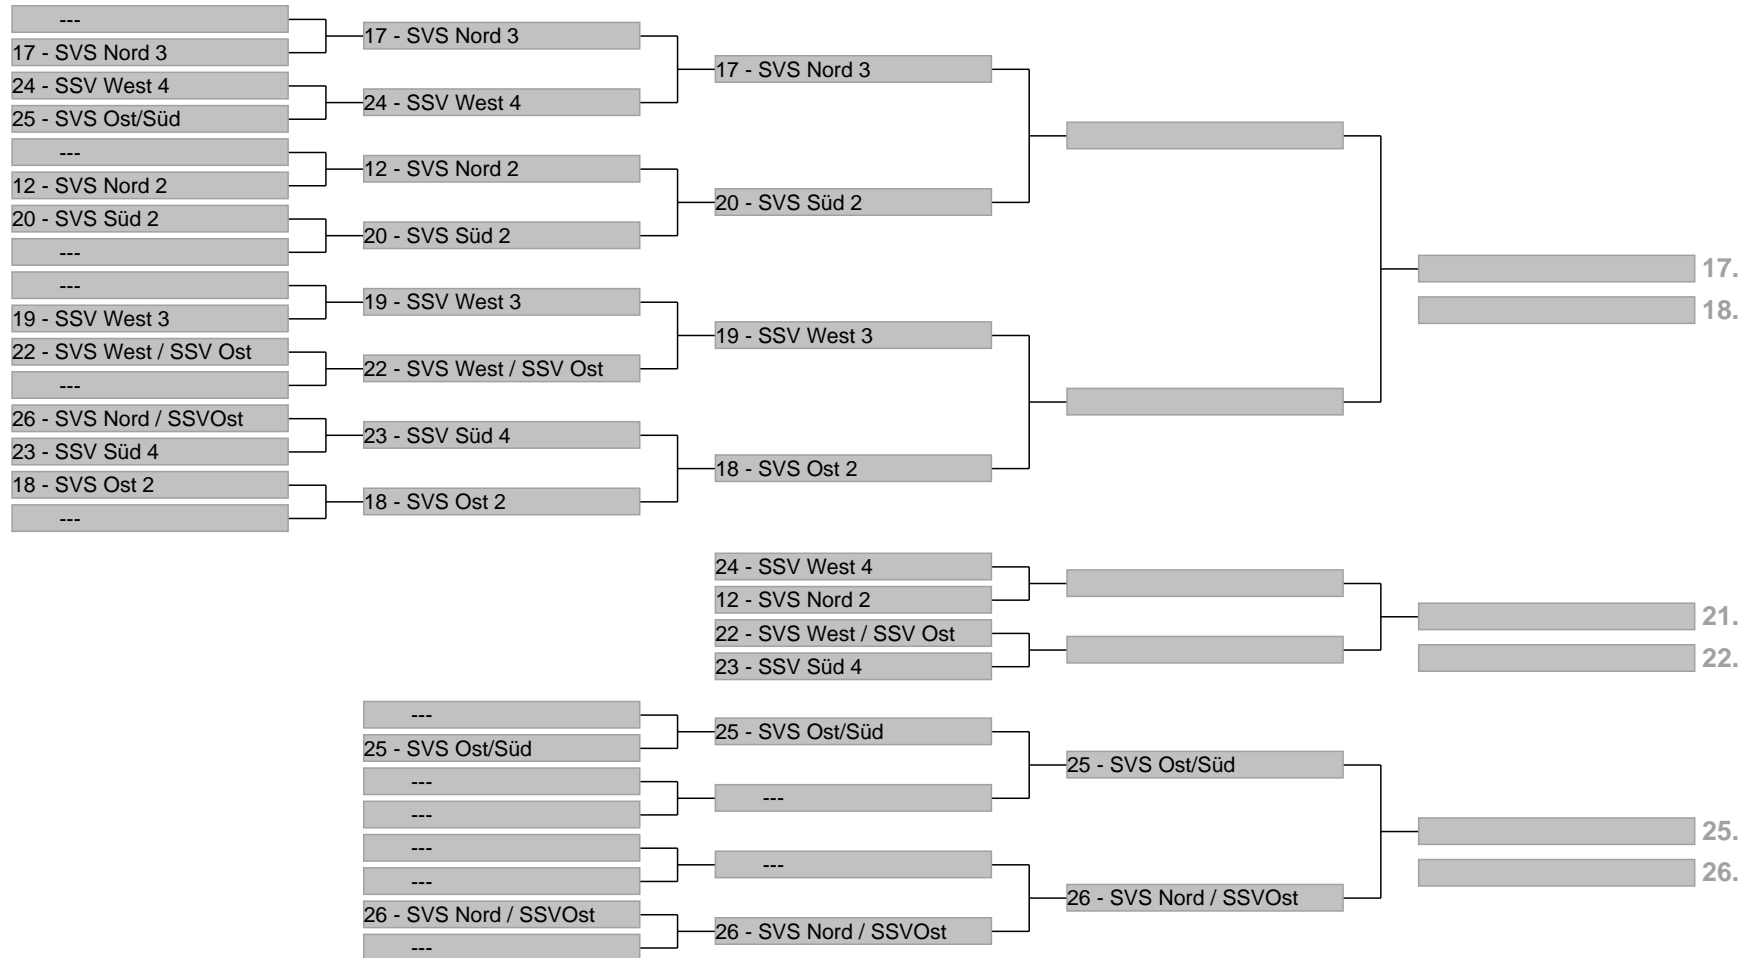 ---
17 - SVS Nord 3
24 - SSV West 4
25 - SVS Ost/Süd
---
12 - SVS Nord 2
20 - SVS Süd 2
---
---
19 - SSV West 3
22 - SVS West / SSV Ost
---
26 - SVS Nord / SSVOst
23 - SSV Süd 4
18 - SVS Ost 2
---
17 - SVS Nord 3
24 - SSV West 4
12 - SVS Nord 2
20 - SVS Süd 2
19 - SSV West 3
22 - SVS West / SSV Ost
23 - SSV Süd 4
18 - SVS Ost 2
17 - SVS Nord 3
20 - SVS Süd 2
19 - SSV West 3
18 - SVS Ost 2
17.
18.
24 - SSV West 4
12 - SVS Nord 2
22 - SVS West / SSV Ost
23 - SSV Süd 4
21.
22.
---
25 - SVS Ost/Süd
---
---
---
---
26 - SVS Nord / SSVOst
---
25 - SVS Ost/Süd
---
---
26 - SVS Nord / SSVOst
25 - SVS Ost/Süd
26 - SVS Nord / SSVOst
25.
26.